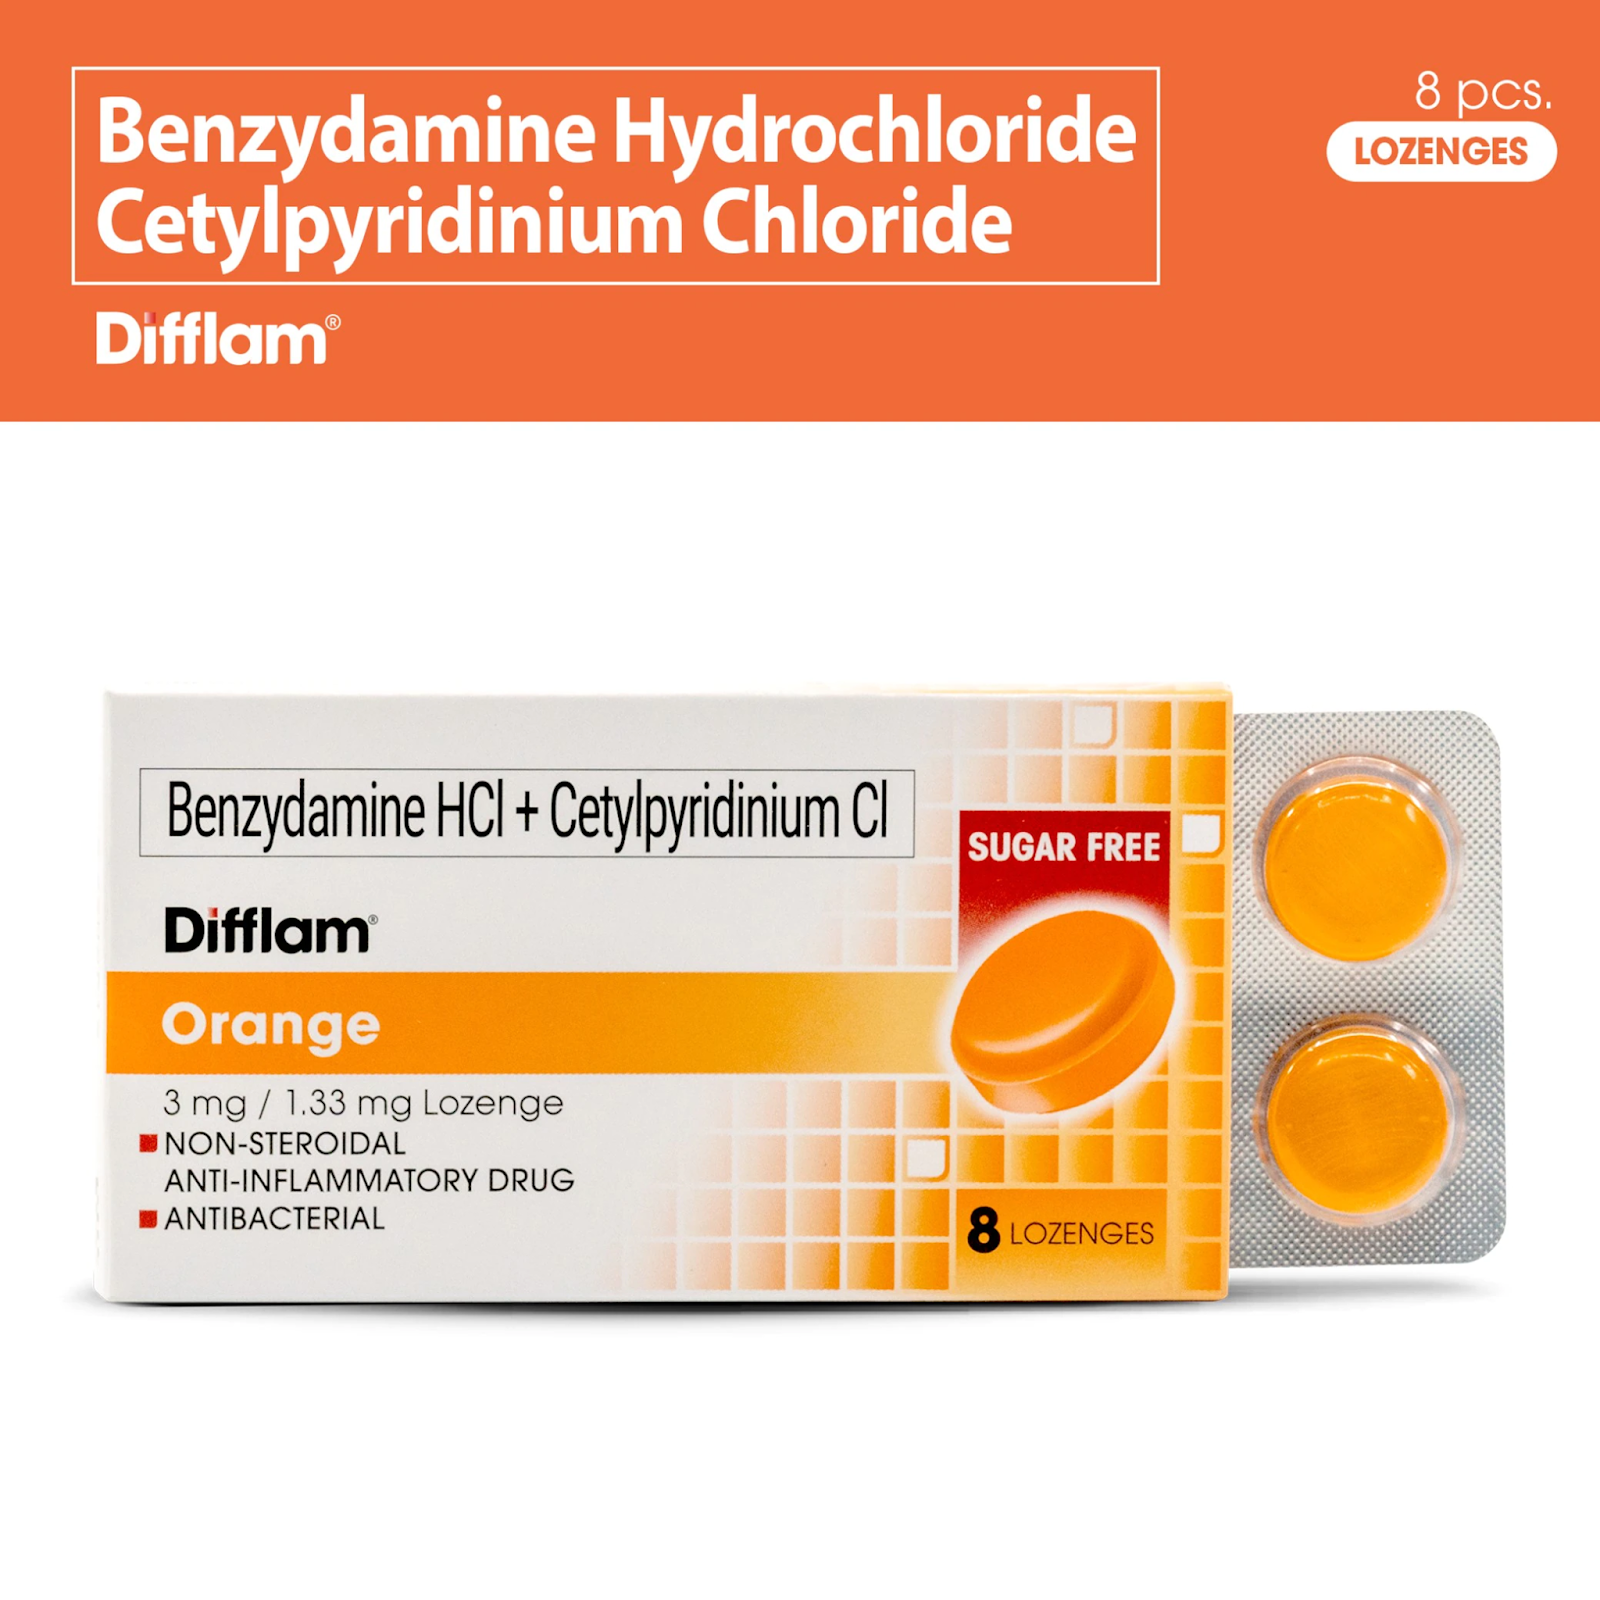 Benzydamine Hydrochloride
Cetylpyridinium Chloride
Difflam®
8 pcs.
LOZENGES
Benzydamine HCl + Cetylpyridinium Cl
Difflam®
Orange
3 mg / 1.33 mg Lozenge
NON-STEROIDAL
ANTI-INFLAMMATORY DRUG
ANTIBACTERIAL
SUGAR FREE
8 LOZENGES